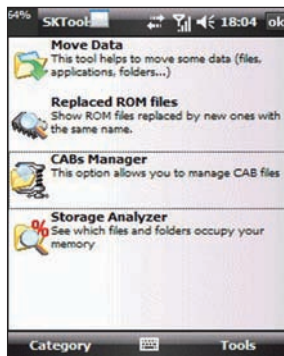 64%
SKTools
18:04 ok
Move Data
This tool helps to move some data (files,
applications, folders...)
Replaced ROM files
Show ROM files replaced by new ones with
the same name.
CABs Manager
This option allows you to manage CAB files
Storage Analyzer
See which files and folders occupy your
memory
Category
Tools